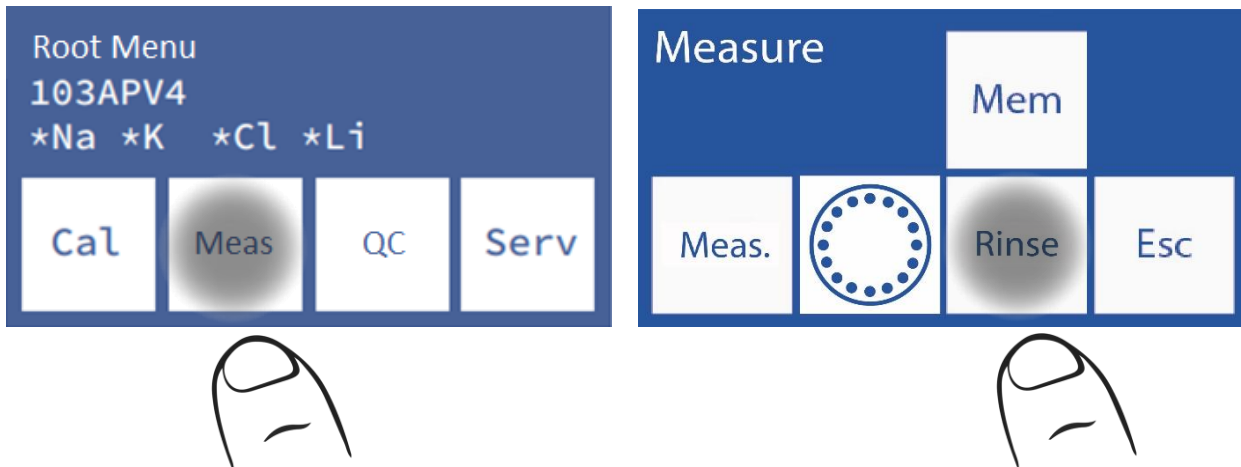 Root Menu
103APV4
*Na *K *Cl *Li
Cal Meas QC Serv
Measure
Mem
Meas. Rinse Esc